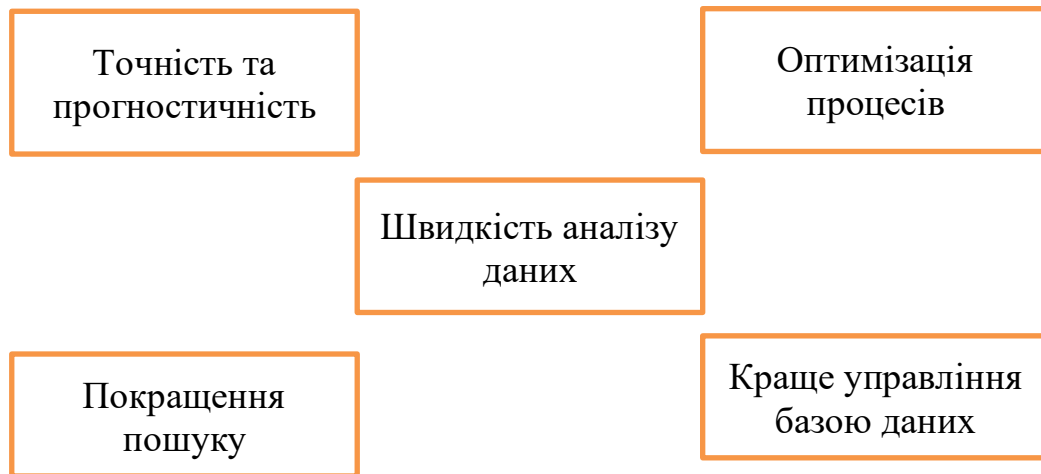 Точність та
прогностичність
Оптимізація
процесів
Швидкість аналізу
даних
Покращення
пошуку
Краще управління
базою даних